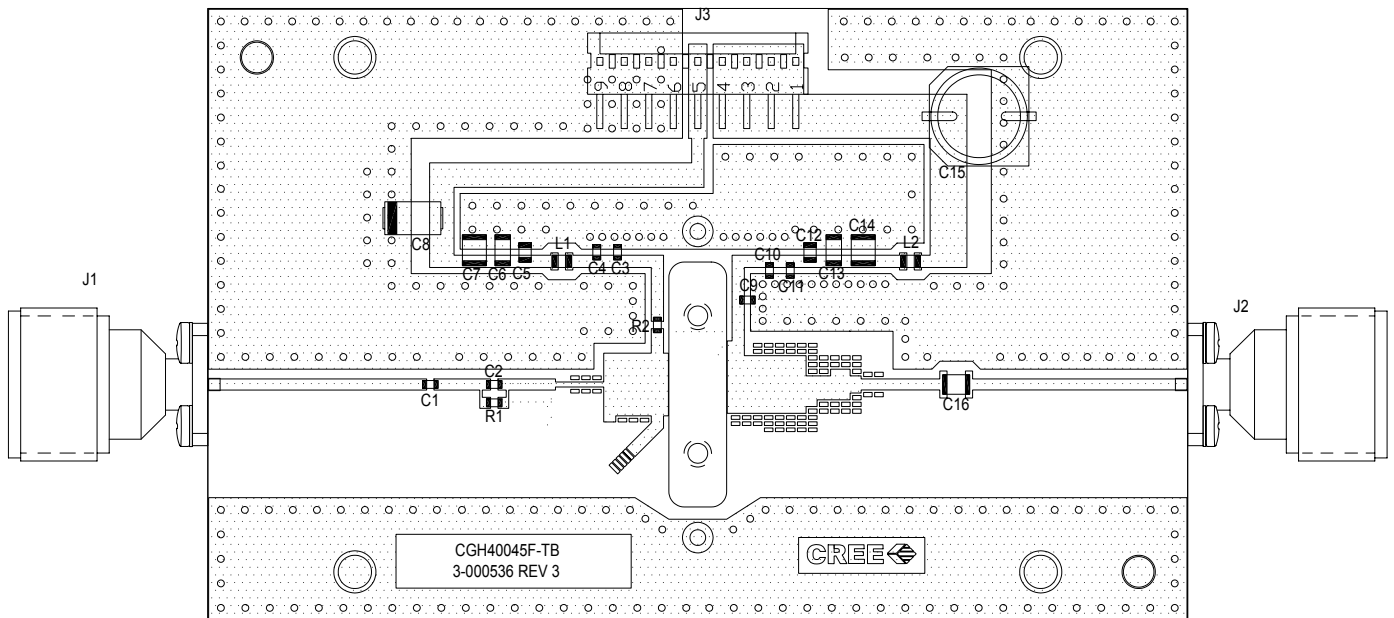 J3
9 8 7 6 5 4 3 2 1
C15
C8
C7 C6 C5 L1 C4 C3
C10 C12 C13 C14 L2
C11
C9
R2
J1
J2
C1
C2
R1
C16
CGH40045F-TB
3-000536 REV 3
CREE